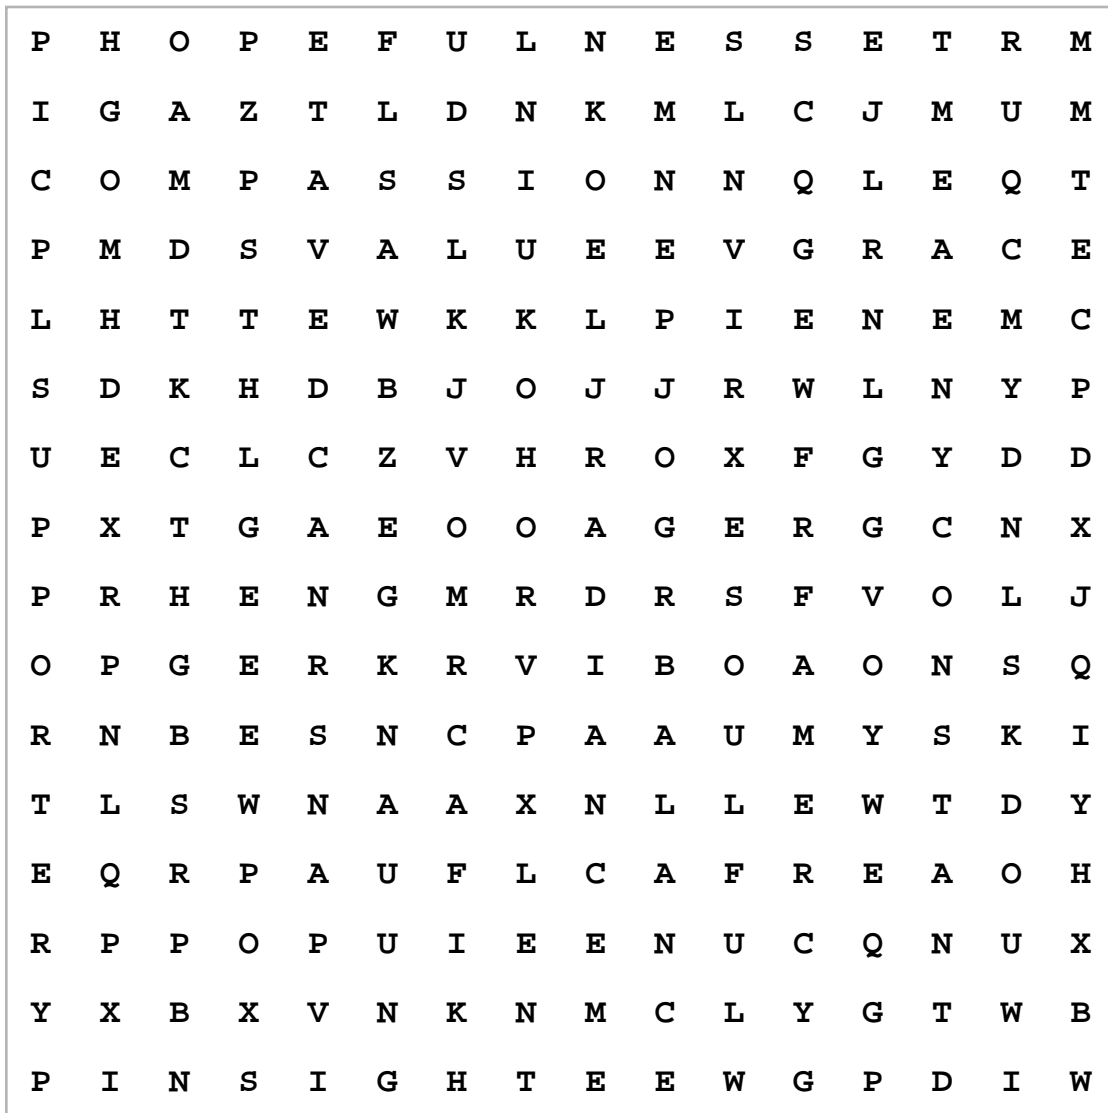 P H O P E F U L N E S S E T R M
I G A Z T L D N K M L C J M U M
C O M P A S S I O N N Q L E Q T
P M D S V A L U E E V G R A C E
L H T T E W K K L P I E N E M C
S D K H D B J O J J R W L N Y P
U E C L C Z V H R O X F G Y D D
P X T G A E O O A G E R G C N X
P R H E N G M R D R S F V O L J
O P G E R K R V I B O A O N S Q
R N B E S N C P A A U M Y S K I
T L S W N A A X N L L E W T D Y
E Q R P A U F L C A F R E A O H
R P P O P U I E E N U C Q N U X
Y X B X V N K N M C L Y G T W B
P I N S I G H T E E W G P D I W